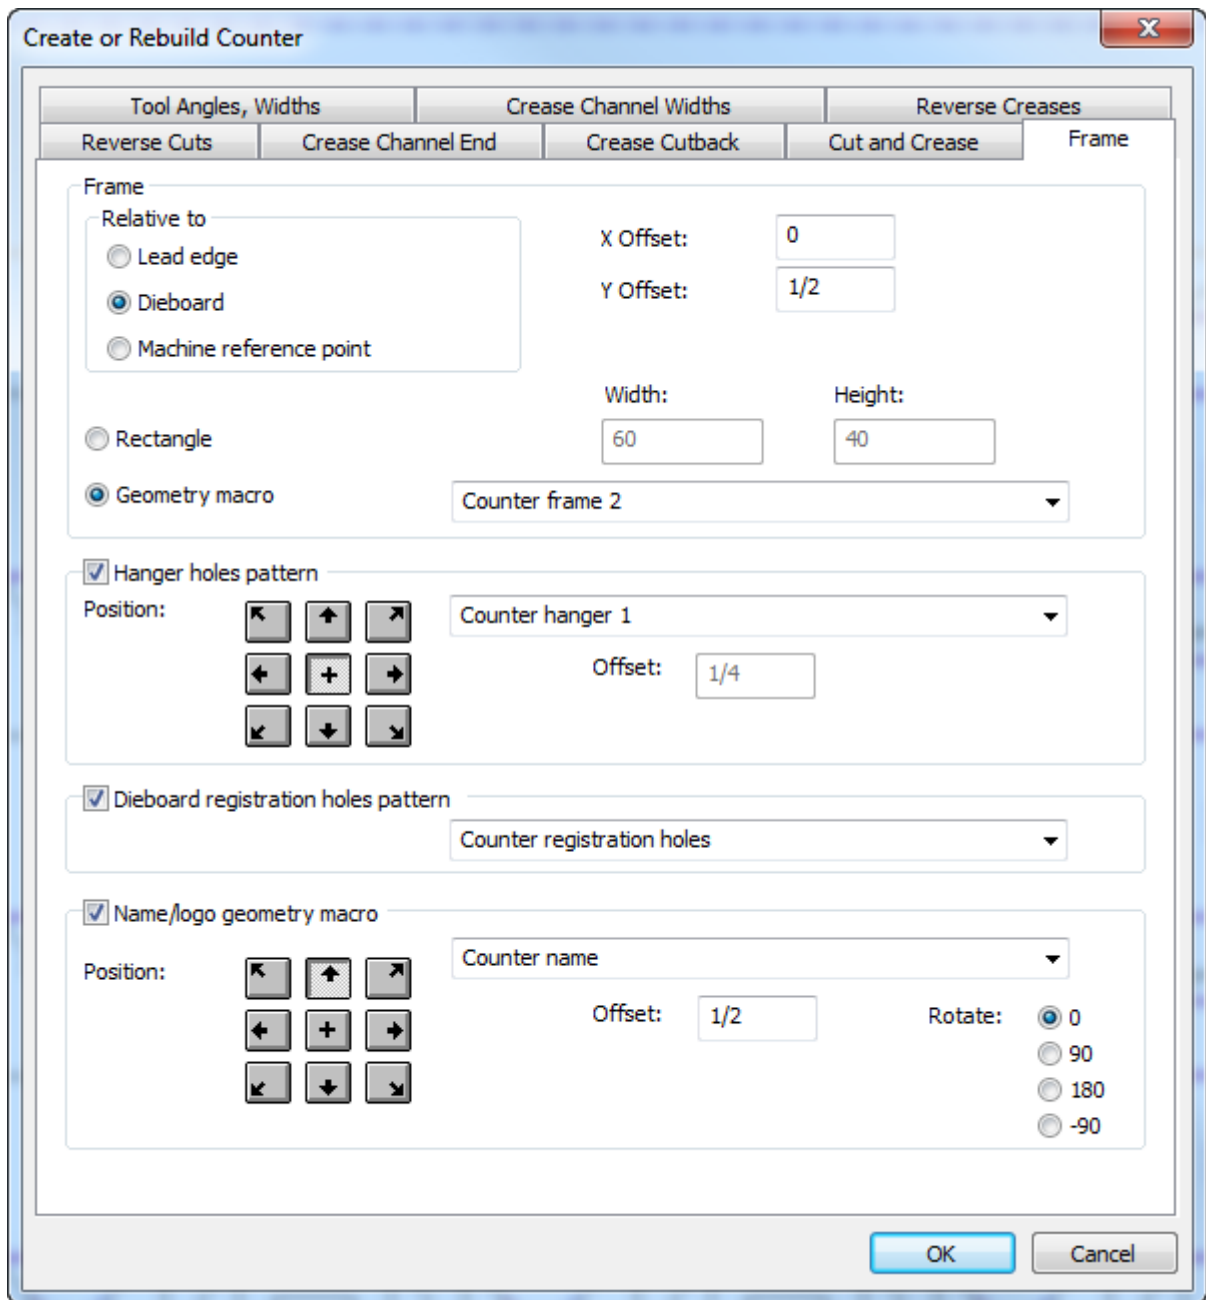 Create or Rebuild Counter
Tool Angles, Widths
Crease Channel Widths
Reverse Creases
Reverse Cuts
Crease Channel End
Crease Cutback
Cut and Crease
Frame
Frame
Relative to
Lead edge
Dieboard
Machine reference point
X Offset: 0
Y Offset: 1/2
Width:
Height:
Rectangle
60
40
Geometry macro
Counter frame 2
Hanger holes pattern
Position:
Counter hanger 1
Offset: 1/4
Dieboard registration holes pattern
Counter registration holes
Name/logo geometry macro
Position:
Counter name
Offset: 1/2
Rotate:
0
90
180
-90
OK
Cancel